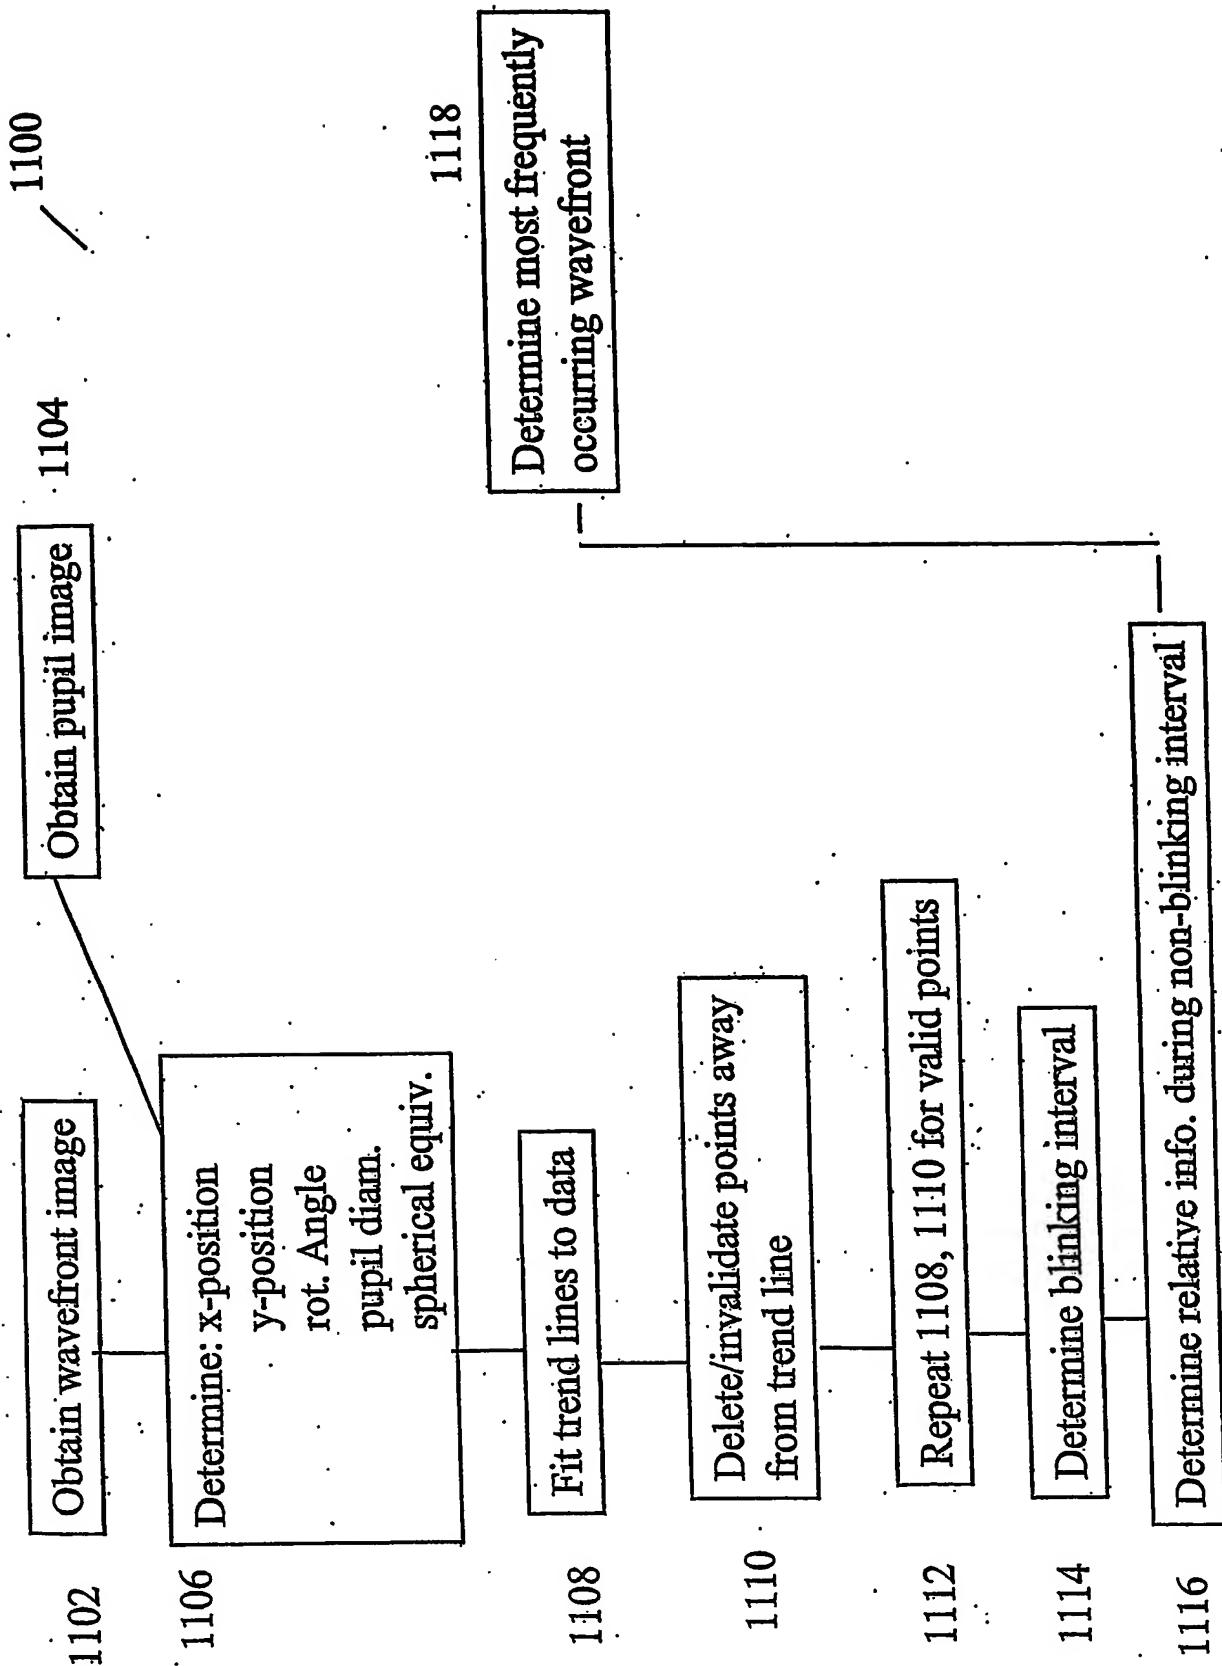 1100
1102
Obtain wavefront image
Obtain pupil image
1104
1106
Determine: x-position
y-position
rot. Angle
pupil diam.
spherical equiv.
1108
Fit trend lines to data
1110
Delete/invalidate points away
from trend line
1112
Repeat 1108, 1110 for valid points
1114
Determine blinking interval
1116
Determine relative info. during non-blinking interval
1118
Determine most frequently
occurring wavefront